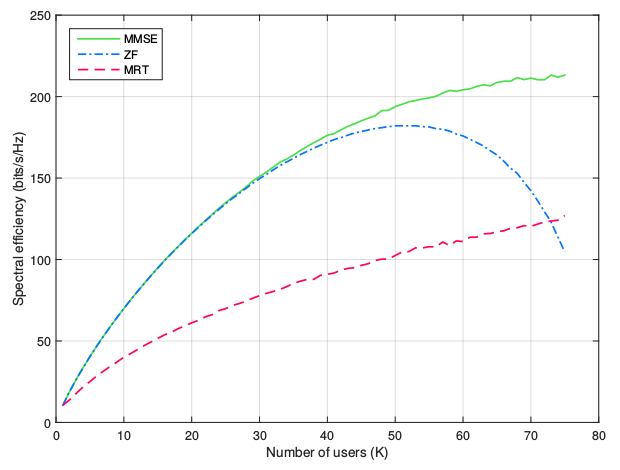 250
200
150
100
50
0
Spectral efficiency (bits/s/Hz)
MMSE
ZF
MRT
0 10 20 30 40 50 60 70 80
Number of users (K)